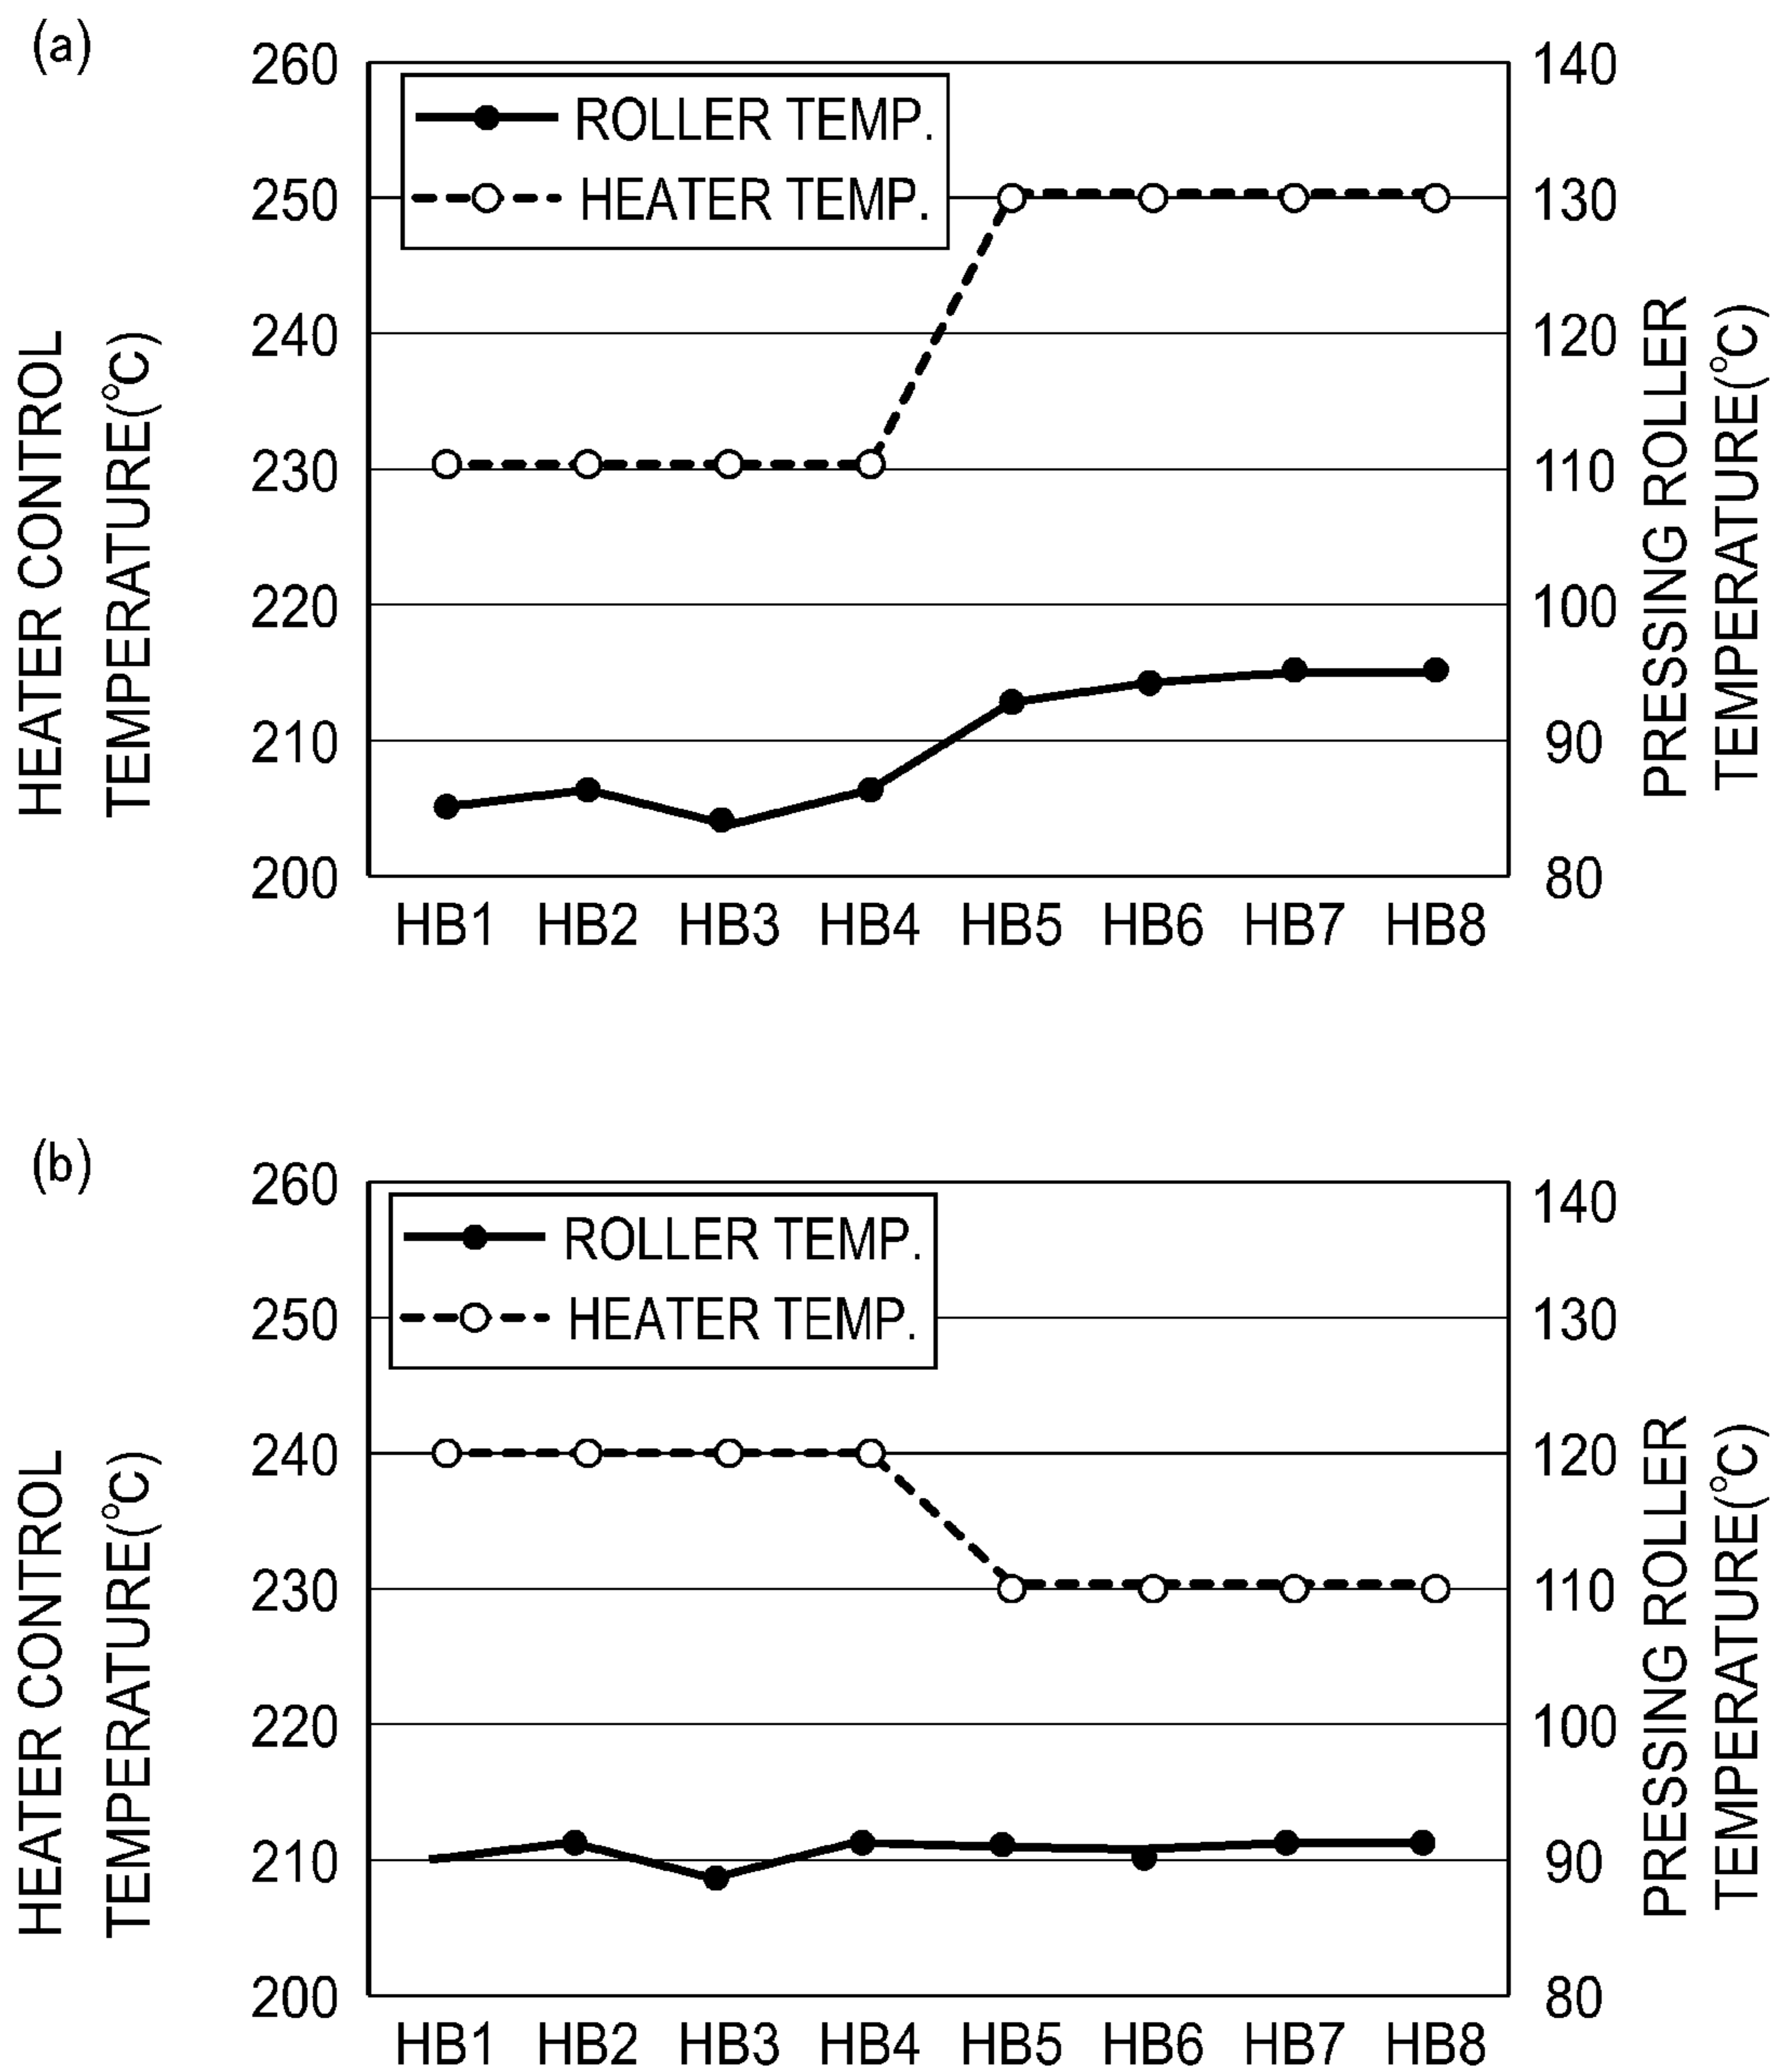 (a)
260
250
240
230
220
210
200
HEATER CONTROL
TEMPERATURE(°C)
ROLLER TEMP.
HEATER TEMP.
140
130
120
110
100
90
80
PRESSING ROLLER
TEMPERATURE(°C)
HB1 HB2 HB3 HB4 HB5 HB6 HB7 HB8
(b)
260
250
240
230
220
210
200
HEATER CONTROL
TEMPERATURE(°C)
ROLLER TEMP.
HEATER TEMP.
140
130
120
110
100
90
80
PRESSING ROLLER
TEMPERATURE(°C)
HB1 HB2 HB3 HB4 HB5 HB6 HB7 HB8